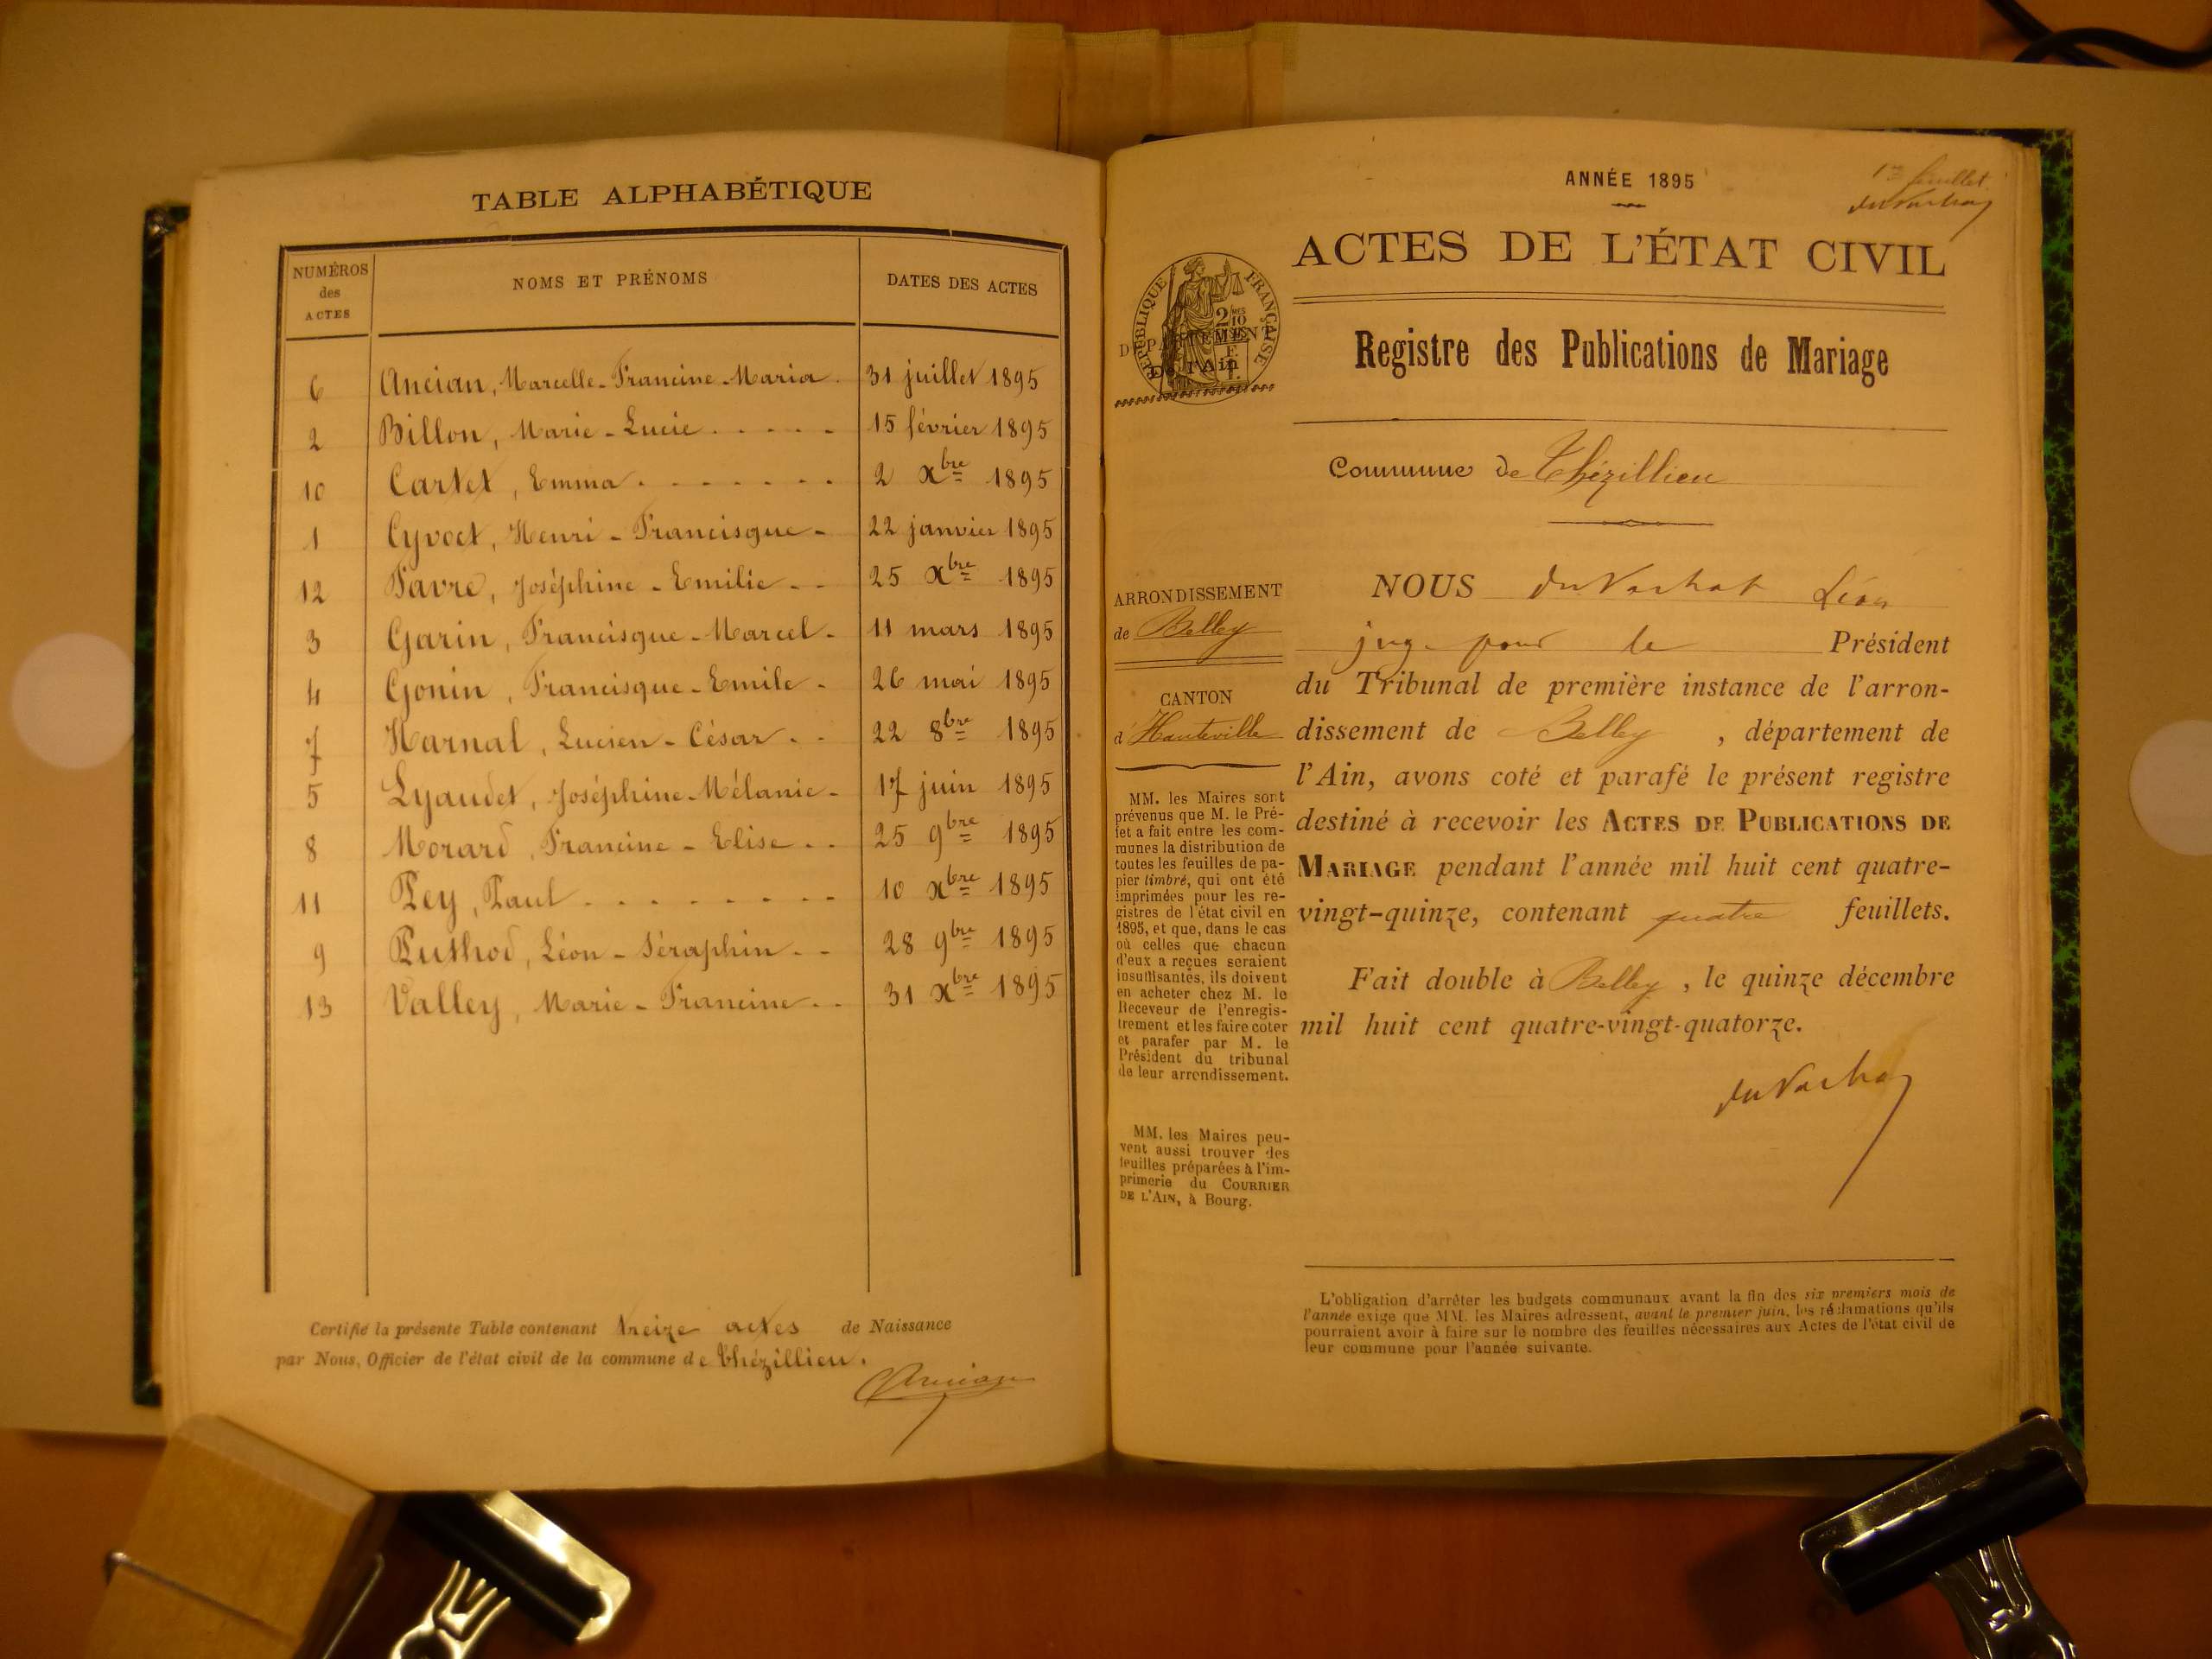 TABLE ALPHABÉTIQUE
NUMÉROS des ACTES
NOMS ET PRÉNOMS
DATES DES ACTES
6 Ancian, Marcelle-Francine-Maria. 31 juillet 1895
2 Billon, Marie-Lucie..... 15 février 1895
10 Cartet, Emma....... 2 Xbre 1895
1 Cyvoct, Henri-Francisque- 22 janvier 1895
12 Favre, Joséphine-Emilie-- 25 Xbre 1895
3 Garin, Francisque-Marcel- 11 mars 1895
4 Gonin, Francisque-Emile- 26 mai 1895
7 Harnal, Lucien-César.. 22 8bre 1895
5 Lyaudet, Joséphine-Mélanie- 17 juin 1895
8 Morard, Francine-Elise.. 25 9bre 1895
11 Pey, Paul........ 10 Xbre 1895
9 Puthod, Léon-Séraphin-- 28 9bre 1895
13 Valley, Marie-Francine.. 31 Xbre 1895
Certifié la présente Table contenant treize actes de Naissance
par Nous, Officier de l'état civil de la commune de Thézillieu.
Ancian
ANNÉE 1895
1er feuillet
du Vachat
ACTES DE L'ÉTAT CIVIL
RÉPUBLIQUE FRANÇAISE
DÉPARTEMENT
DE l'Ain
Registre des Publications de Mariage
Commune de Thézillieu
ARRONDISSEMENT
de Belley
CANTON
d'Hauteville
MM. les Maires sont
prévenus que M. le Pré-
fet a fait entre les com-
munes la distribution de
toutes les feuilles de pa-
pier timbré, qui ont été
imprimées pour les re-
gistres de l'état civil en
1895, et que, dans le cas
où celles que chacun
d'eux a reçues seraient
insuffisantes, ils doivent
en acheter chez M. le
Receveur de l'enregis-
trement et les faire coter
et parafer par M. le
Président du tribunal
de leur arrondissement.
MM. les Maires peu-
vent aussi trouver des
feuilles préparées à l'im-
primerie du COURRIER
DE L'AIN, à Bourg.
NOUS du Vachat Léon
juge pour le Président
du Tribunal de première instance de l'arron-
dissement de Belley, département de
l'Ain, avons coté et parafé le présent registre
destiné à recevoir les ACTES DE PUBLICATIONS DE
MARIAGE pendant l'année mil huit cent quatre-
vingt-quinze, contenant quatre feuillets.
Fait double à Belley, le quinze décembre
mil huit cent quatre-vingt-quatorze.
du Vachat
L'obligation d'arrêter les budgets communaux avant la fin des six premiers mois de
l'année exige que MM. les Maires adressent, avant le premier juin, les réclamations qu'ils
pourraient avoir à faire sur le nombre des feuilles nécessaires aux Actes de l'état civil de
leur commune pour l'année suivante.